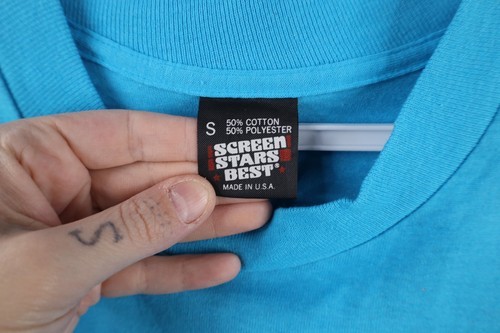 S 50% COTTON
50% POLYESTER
SCREEN
STARS
BEST®
MADE IN U.S.A.
S